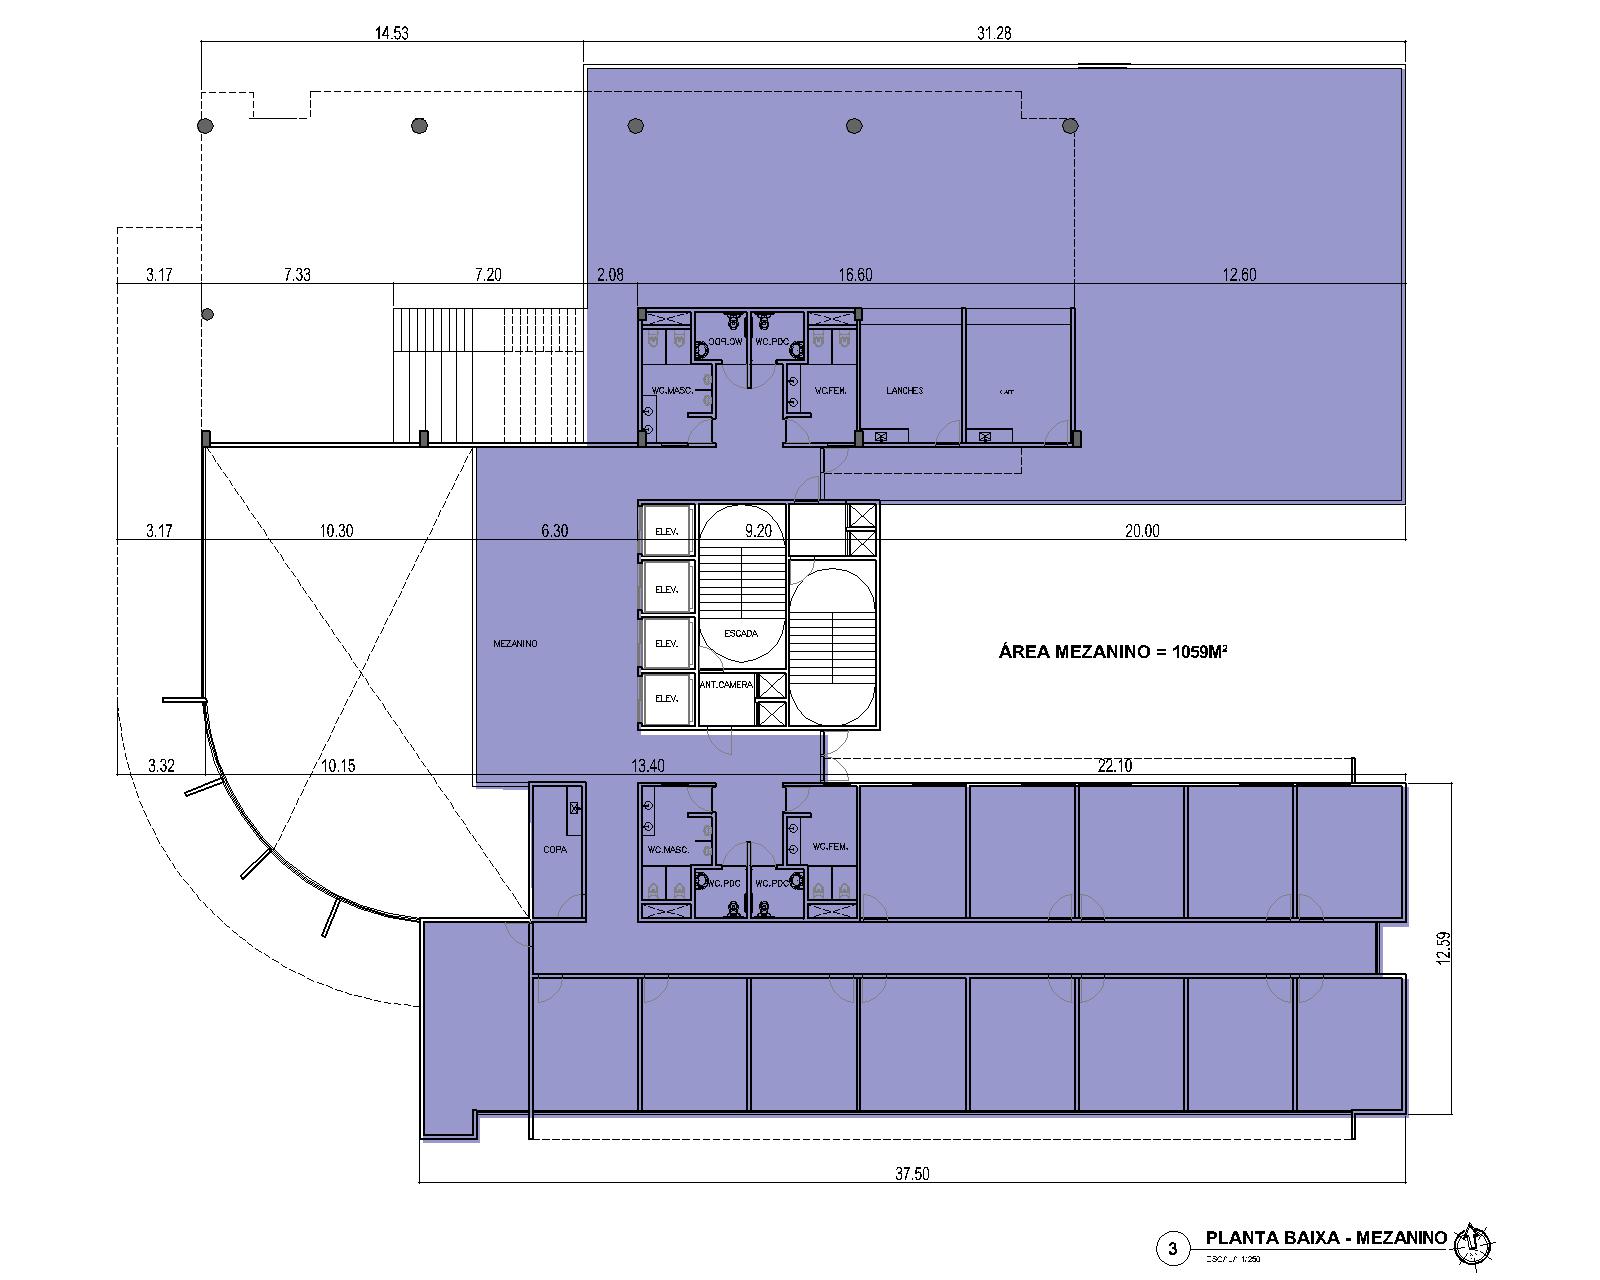 14.53
31.28
3.17
7.33
7.20
2.08
16.60
12.60
WC.PDC
WC.PDC
WC.MASC.
WC.FEM.
LANCHES
3.17
10.30
ELEV.
6.30
9.20
20.00
ELEV.
ESCADA
MEZANINO
ELEV.
ÁREA MEZANINO = 1059M²
ANT.CAMERA
ELEV.
3.32
10.15
13.40
22.10
COPA
WC.MASC.
WC.FEM.
WC.PDC
WC.PDC
12.59
37.50
3
PLANTA BAIXA - MEZANINO
ESCALA 1/250